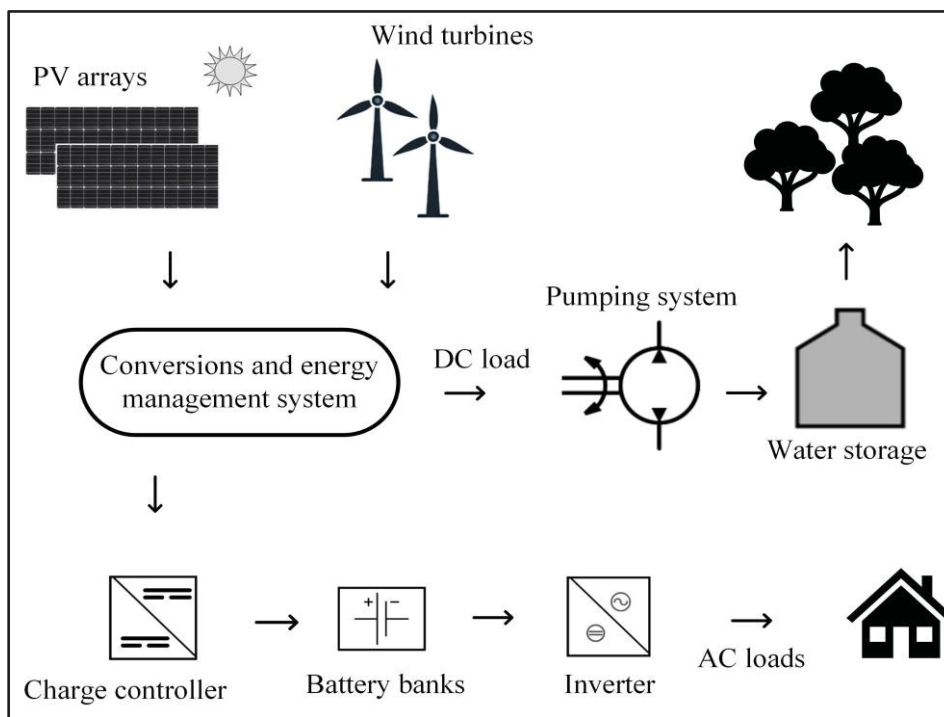 Wind turbines
PV arrays
Pumping system
Conversions and energy
management system
DC load
Water storage
+ -
AC loads
Charge controller
Battery banks
Inverter